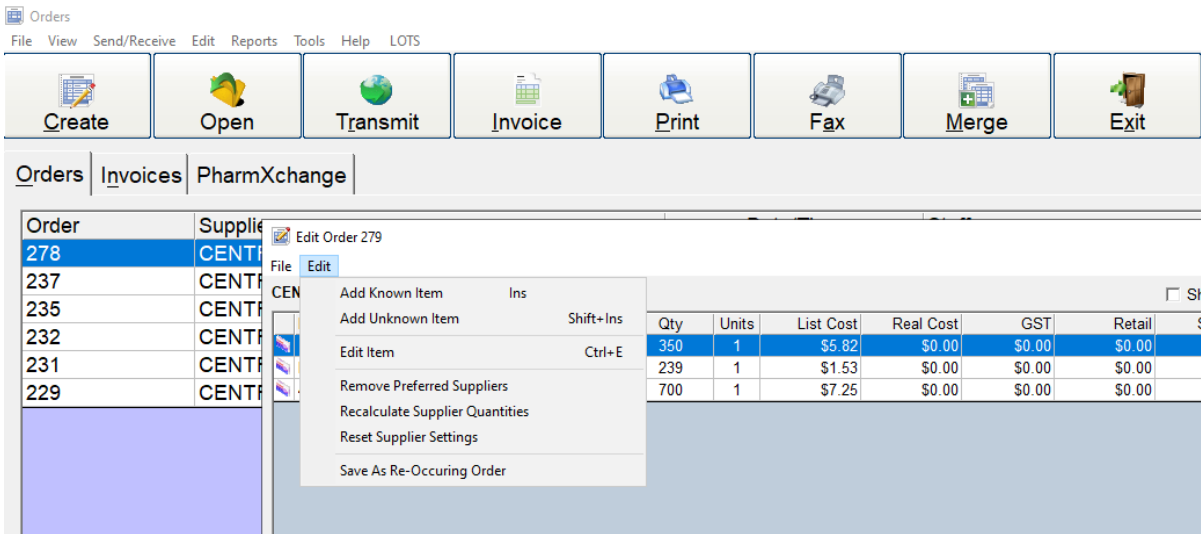 Orders
File View Send/Receive Edit Reports Tools Help LOTS
Create Open Transmit Invoice Print Fax Merge Exit
Orders Invoices PharmXchange
Order
278
237
235
232
231
229
Edit Order 279
File Edit
Add Known Item Ins
Add Unknown Item Shift+Ins
Edit Item Ctrl+E
Remove Preferred Suppliers
Recalculate Supplier Quantities
Reset Supplier Settings
Save As Re-Occuring Order
Qty Units List Cost Real Cost GST Retail
350 1 $5.82 $0.00 $0.00 $0.00
239 1 $1.53 $0.00 $0.00 $0.00
700 1 $7.25 $0.00 $0.00 $0.00